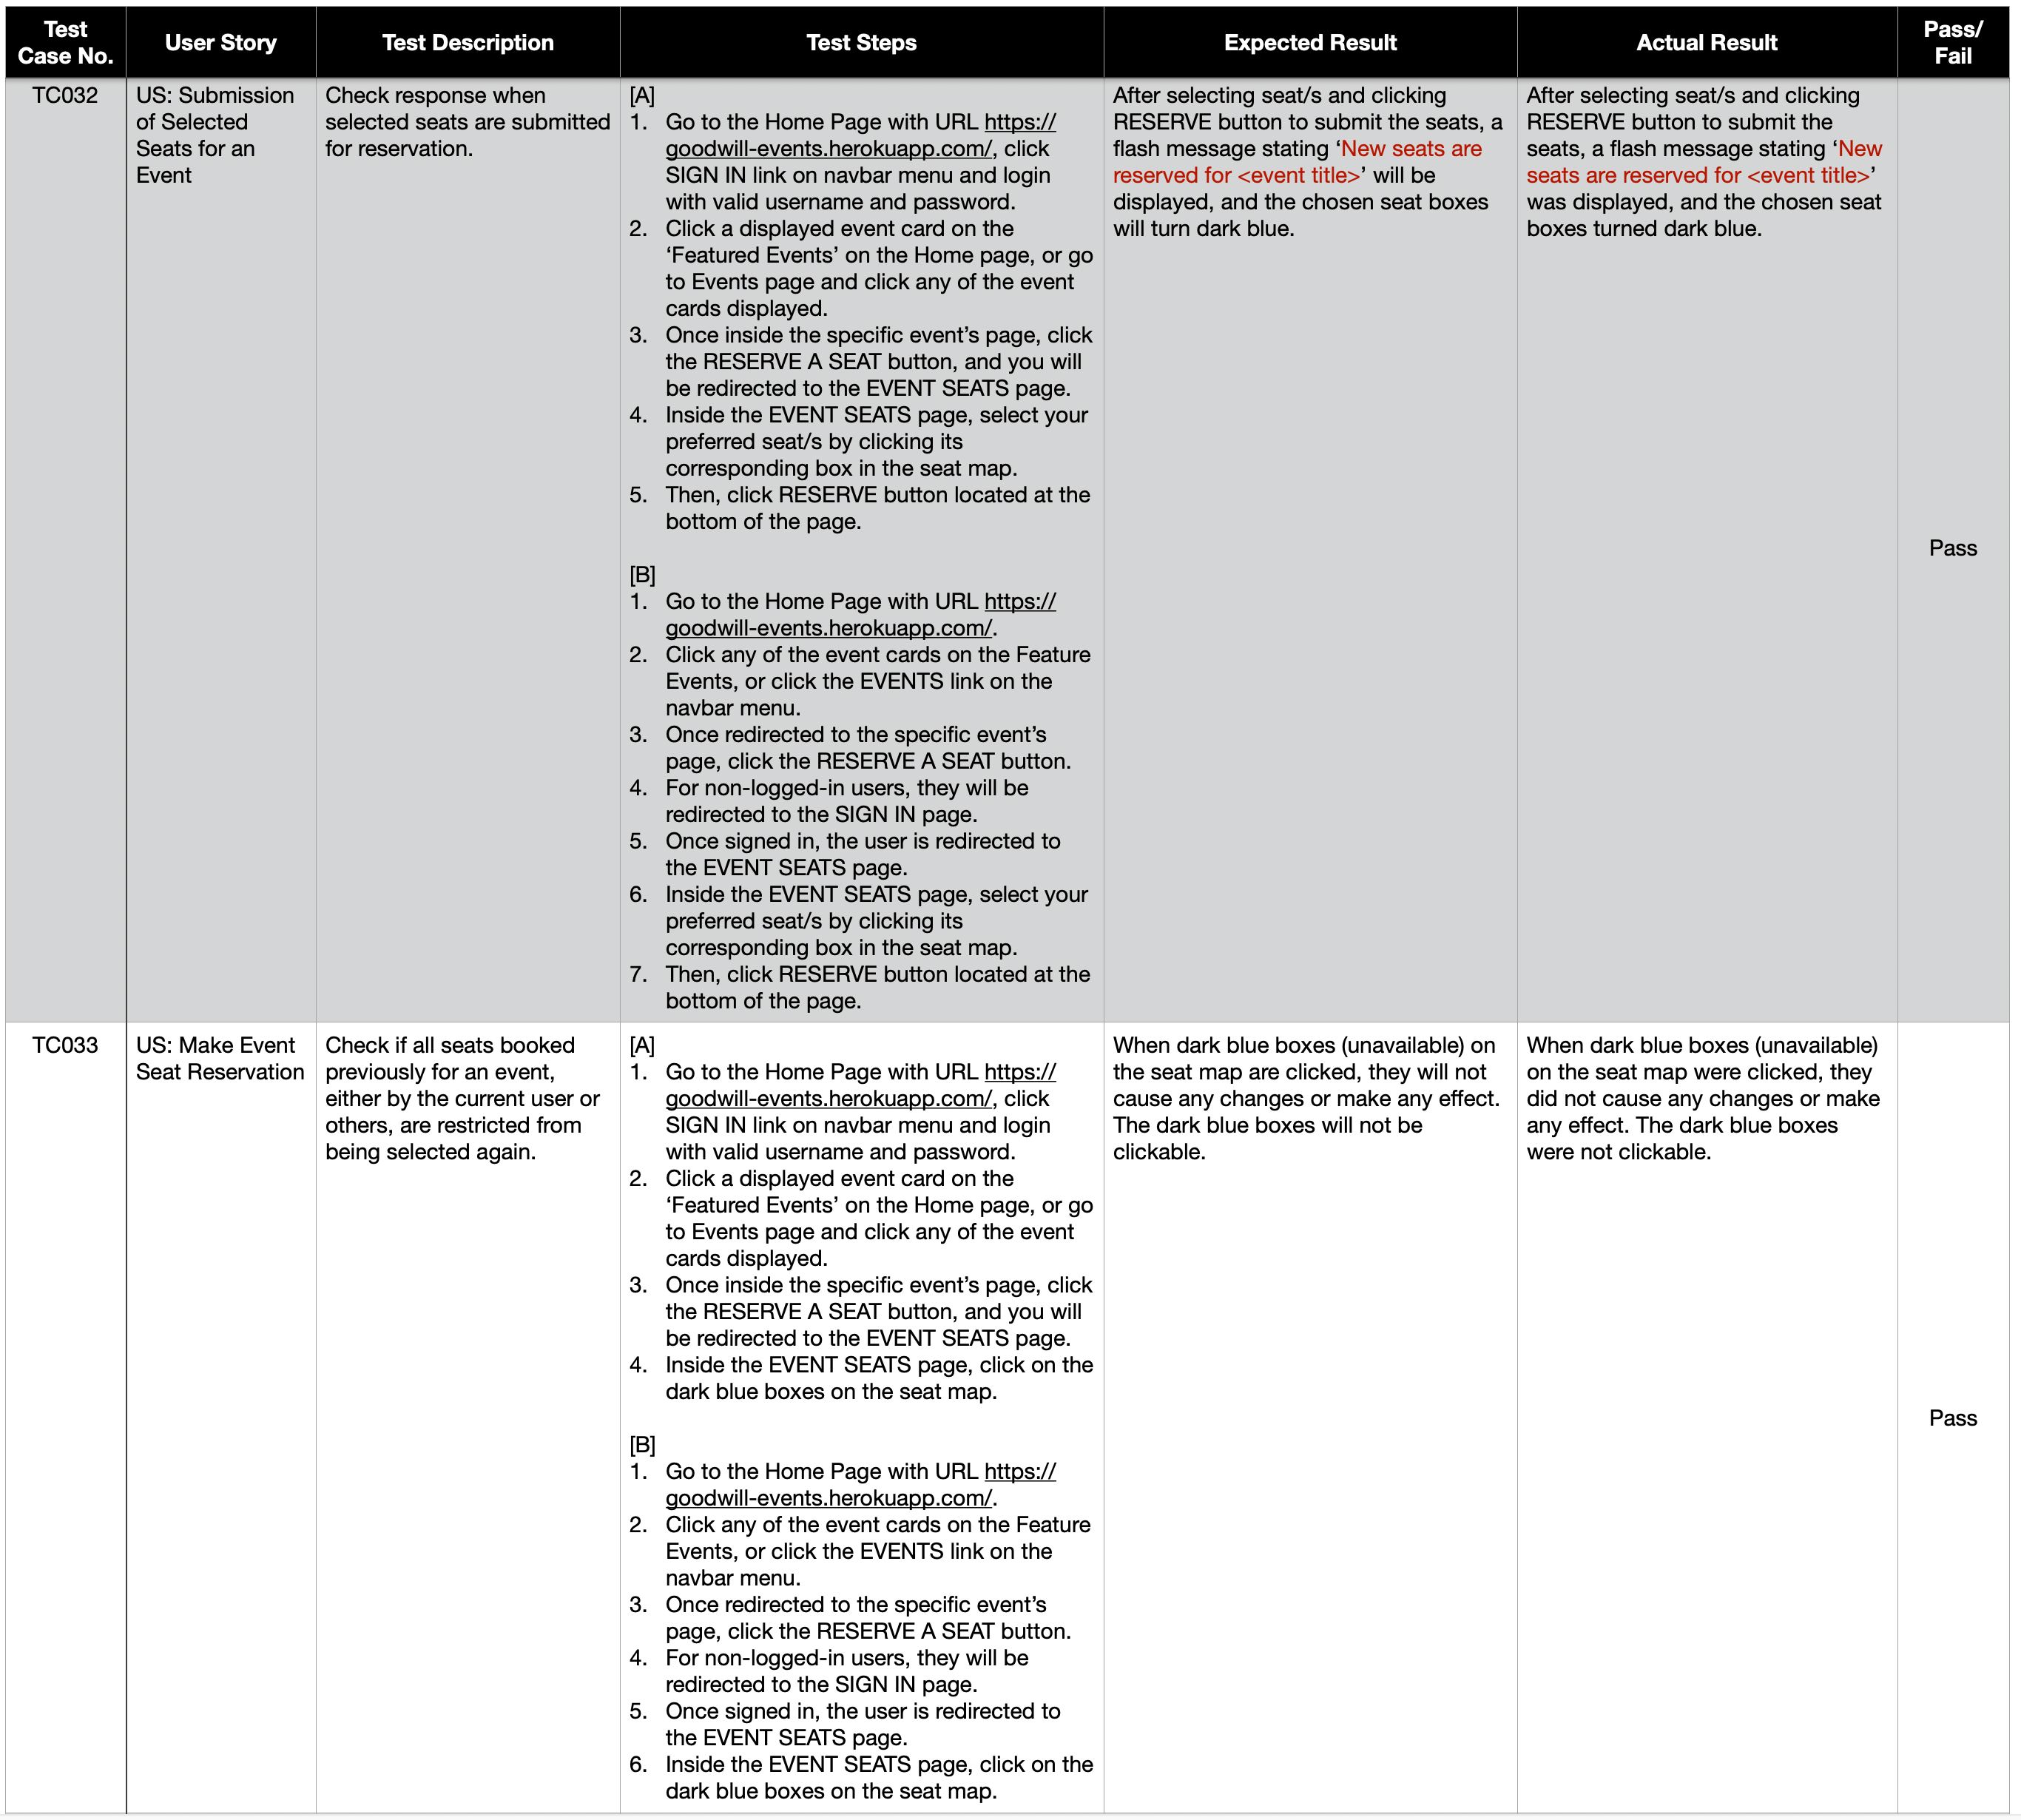 Test
Case No.
User Story
Test Description
Test Steps
Expected Result
Actual Result
Pass/
Fail
TC032
US: Submission
of Selected
Seats for an
Event
Check response when
selected seats are submitted
for reservation.
[A]
1. Go to the Home Page with URL https://
goodwill-events.herokuapp.com/, click
SIGN IN link on navbar menu and login
with valid username and password.
2. Click a displayed event card on the
‘Featured Events’ on the Home page, or go
to Events page and click any of the event
cards displayed.
3. Once inside the specific event’s page, click
the RESERVE A SEAT button, and you will
be redirected to the EVENT SEATS page.
4. Inside the EVENT SEATS page, select your
preferred seat/s by clicking its
corresponding box in the seat map.
5. Then, click RESERVE button located at the
bottom of the page.
[B]
1. Go to the Home Page with URL https://
goodwill-events.herokuapp.com/.
2. Click any of the event cards on the Feature
Events, or click the EVENTS link on the
navbar menu.
3. Once redirected to the specific event’s
page, click the RESERVE A SEAT button.
4. For non-logged-in users, they will be
redirected to the SIGN IN page.
5. Once signed in, the user is redirected to
the EVENT SEATS page.
6. Inside the EVENT SEATS page, select your
preferred seat/s by clicking its
corresponding box in the seat map.
7. Then, click RESERVE button located at the
bottom of the page.
After selecting seat/s and clicking
RESERVE button to submit the seats, a
flash message stating ‘New seats are
reserved for <event title>’ will be
displayed, and the chosen seat boxes
will turn dark blue.
After selecting seat/s and clicking
RESERVE button to submit the
seats, a flash message stating ‘New
seats are reserved for <event title>’
was displayed, and the chosen seat
boxes turned dark blue.
Pass
TC033
US: Make Event
Seat Reservation
Check if all seats booked
previously for an event,
either by the current user or
others, are restricted from
being selected again.
[A]
1. Go to the Home Page with URL https://
goodwill-events.herokuapp.com/, click
SIGN IN link on navbar menu and login
with valid username and password.
2. Click a displayed event card on the
‘Featured Events’ on the Home page, or go
to Events page and click any of the event
cards displayed.
3. Once inside the specific event’s page, click
the RESERVE A SEAT button, and you will
be redirected to the EVENT SEATS page.
4. Inside the EVENT SEATS page, click on the
dark blue boxes on the seat map.
[B]
1. Go to the Home Page with URL https://
goodwill-events.herokuapp.com/.
2. Click any of the event cards on the Feature
Events, or click the EVENTS link on the
navbar menu.
3. Once redirected to the specific event’s
page, click the RESERVE A SEAT button.
4. For non-logged-in users, they will be
redirected to the SIGN IN page.
5. Once signed in, the user is redirected to
the EVENT SEATS page.
6. Inside the EVENT SEATS page, click on the
dark blue boxes on the seat map.
When dark blue boxes (unavailable) on
the seat map are clicked, they will not
cause any changes or make any effect.
The dark blue boxes will not be
clickable.
When dark blue boxes (unavailable)
on the seat map were clicked, they
did not cause any changes or make
any effect. The dark blue boxes
were not clickable.
Pass